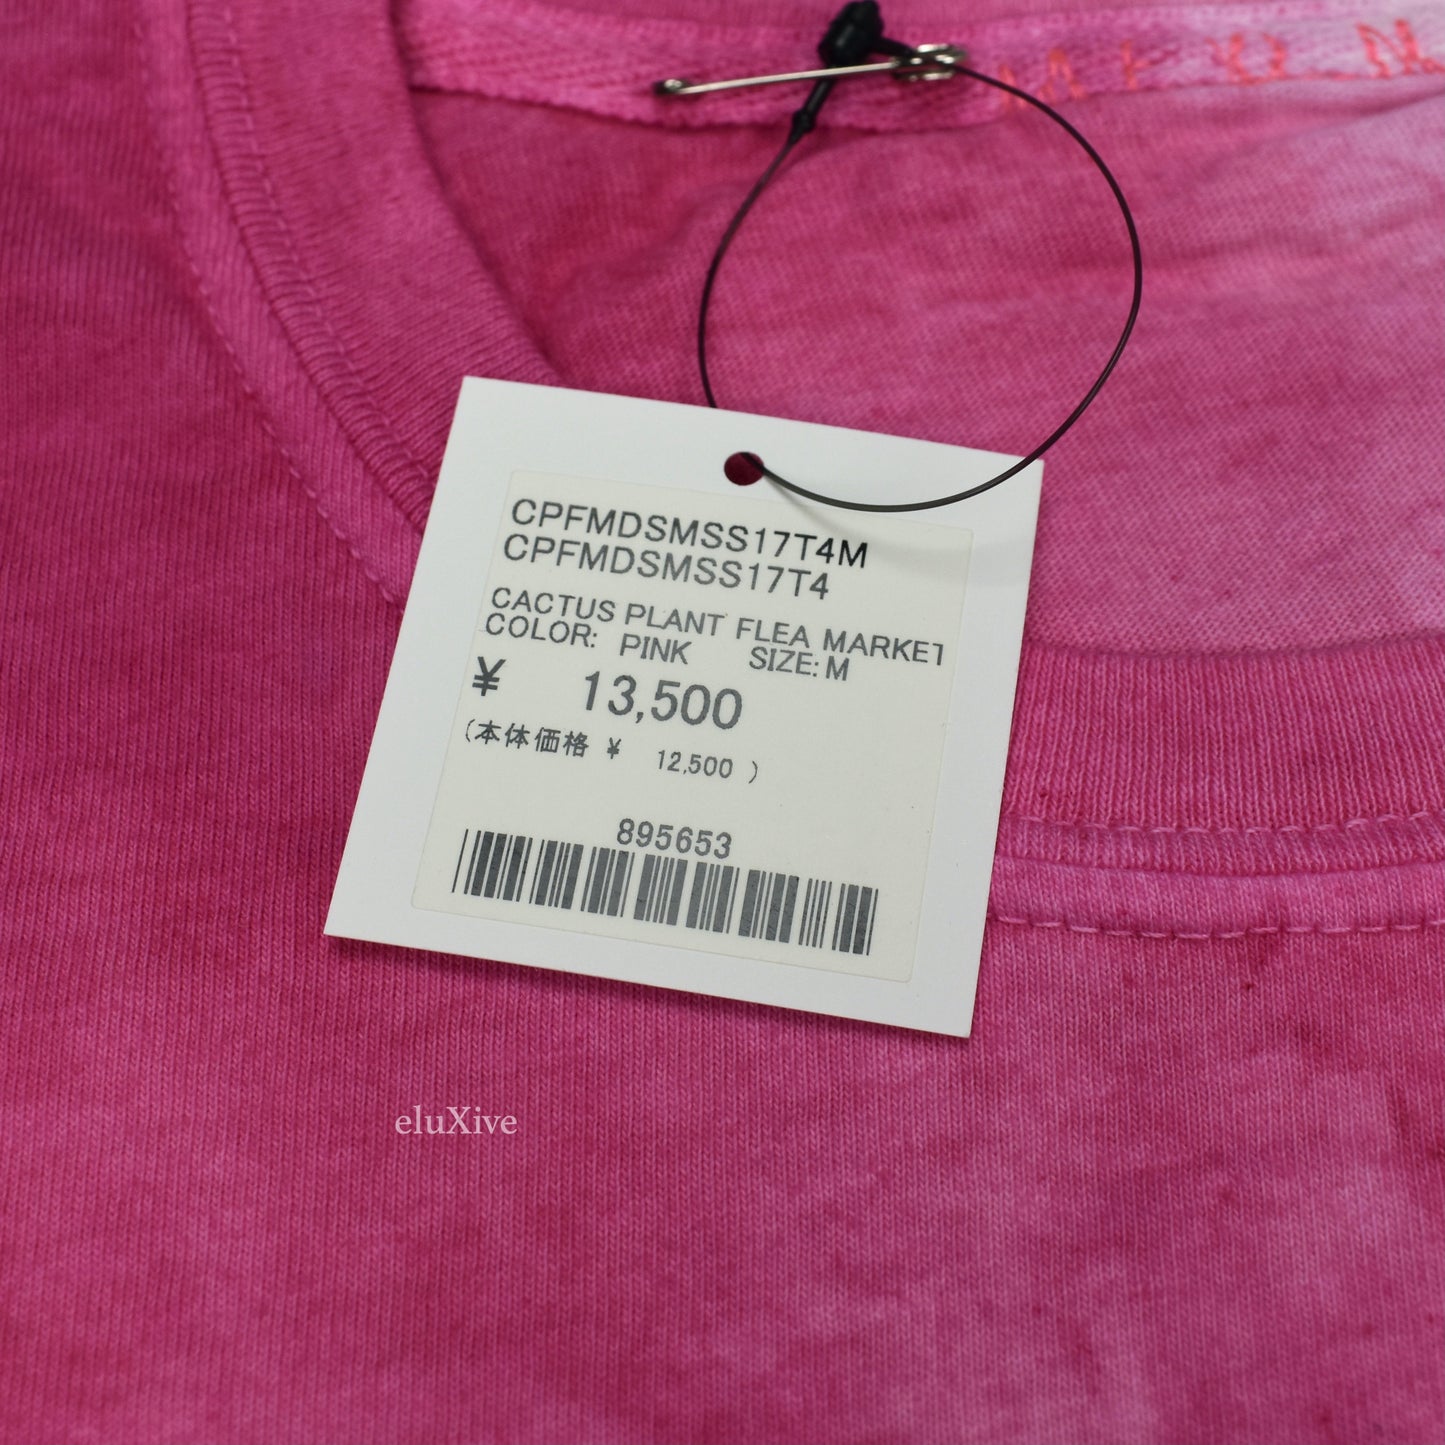 CPFMDSMSS17T4M
CPFMDSMSS17T4
CACTUS PLANT FLEA MARKET
COLOR: PINK SIZE: M
¥ 13,500
(本体価格 ¥ 12,500 )
895653
eluXive